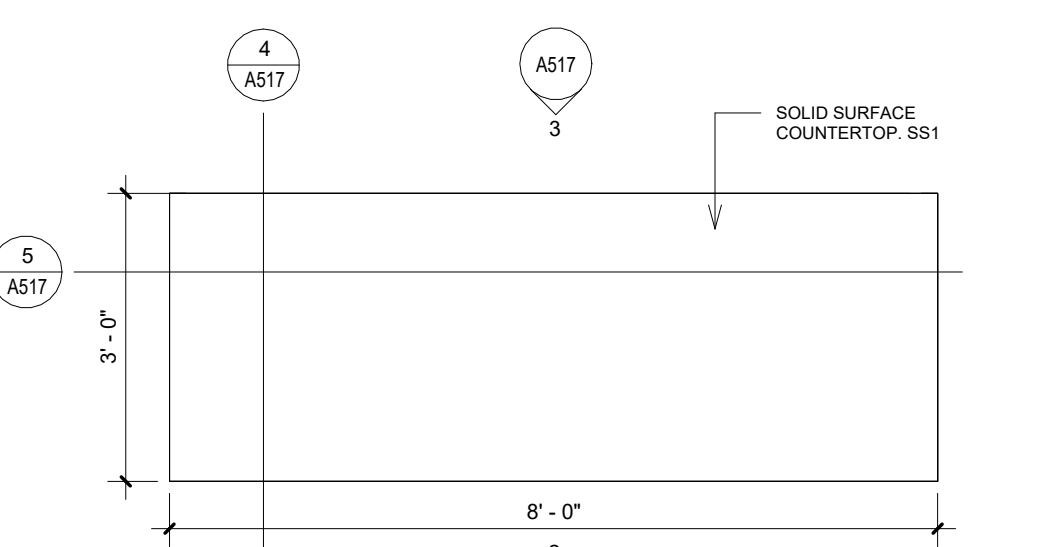 4
A517
A517
3
SOLID SURFACE
COUNTERTOP. SS1
5
A517
3' - 0"
8' - 0"